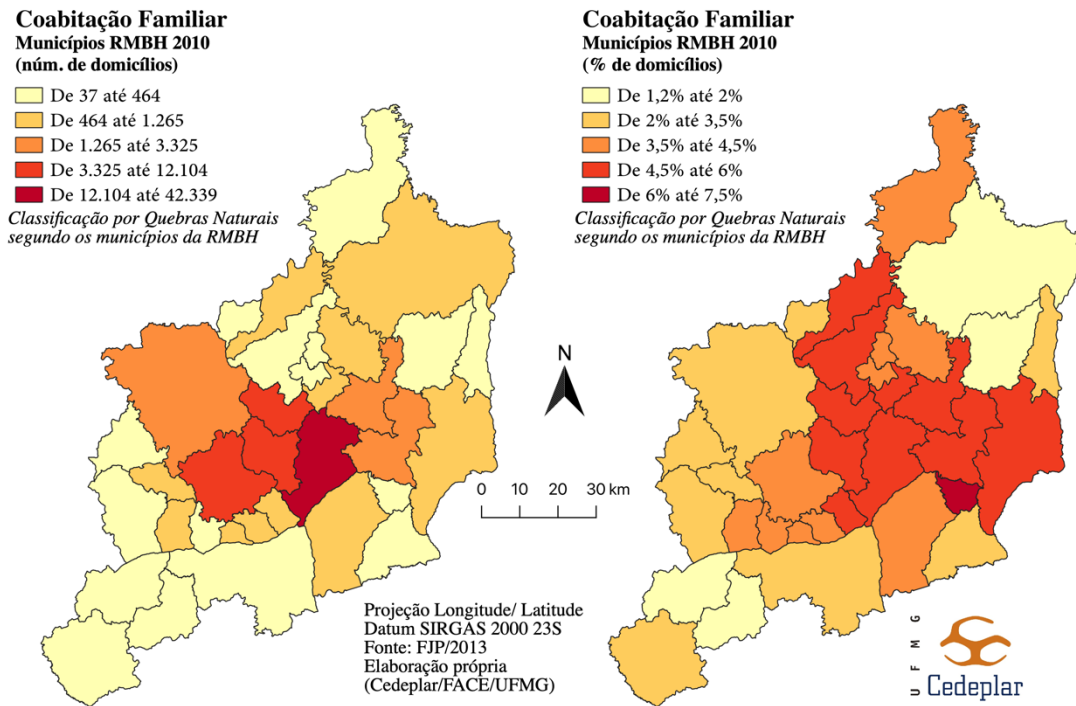 Coabitação Familiar
Municípios RMBH 2010
(núm. de domicílios)
De 37 até 464
De 464 até 1.265
De 1.265 até 3.325
De 3.325 até 12.104
De 12.104 até 42.339
Classificação por Quebras Naturais
segundo os municípios da RMBH
Coabitação Familiar
Municípios RMBH 2010
(% de domicílios)
De 1,2% até 2%
De 2% até 3,5%
De 3,5% até 4,5%
De 4,5% até 6%
De 6% até 7,5%
Classificação por Quebras Naturais
segundo os municípios da RMBH
N
0 10 20 30 km
Projeção Longitude/ Latitude
Datum SIRGAS 2000 23S
Fonte: FJP/2013
Elaboração própria
(Cedeplar/FACE/UFMG)
UFMG
Cedeplar